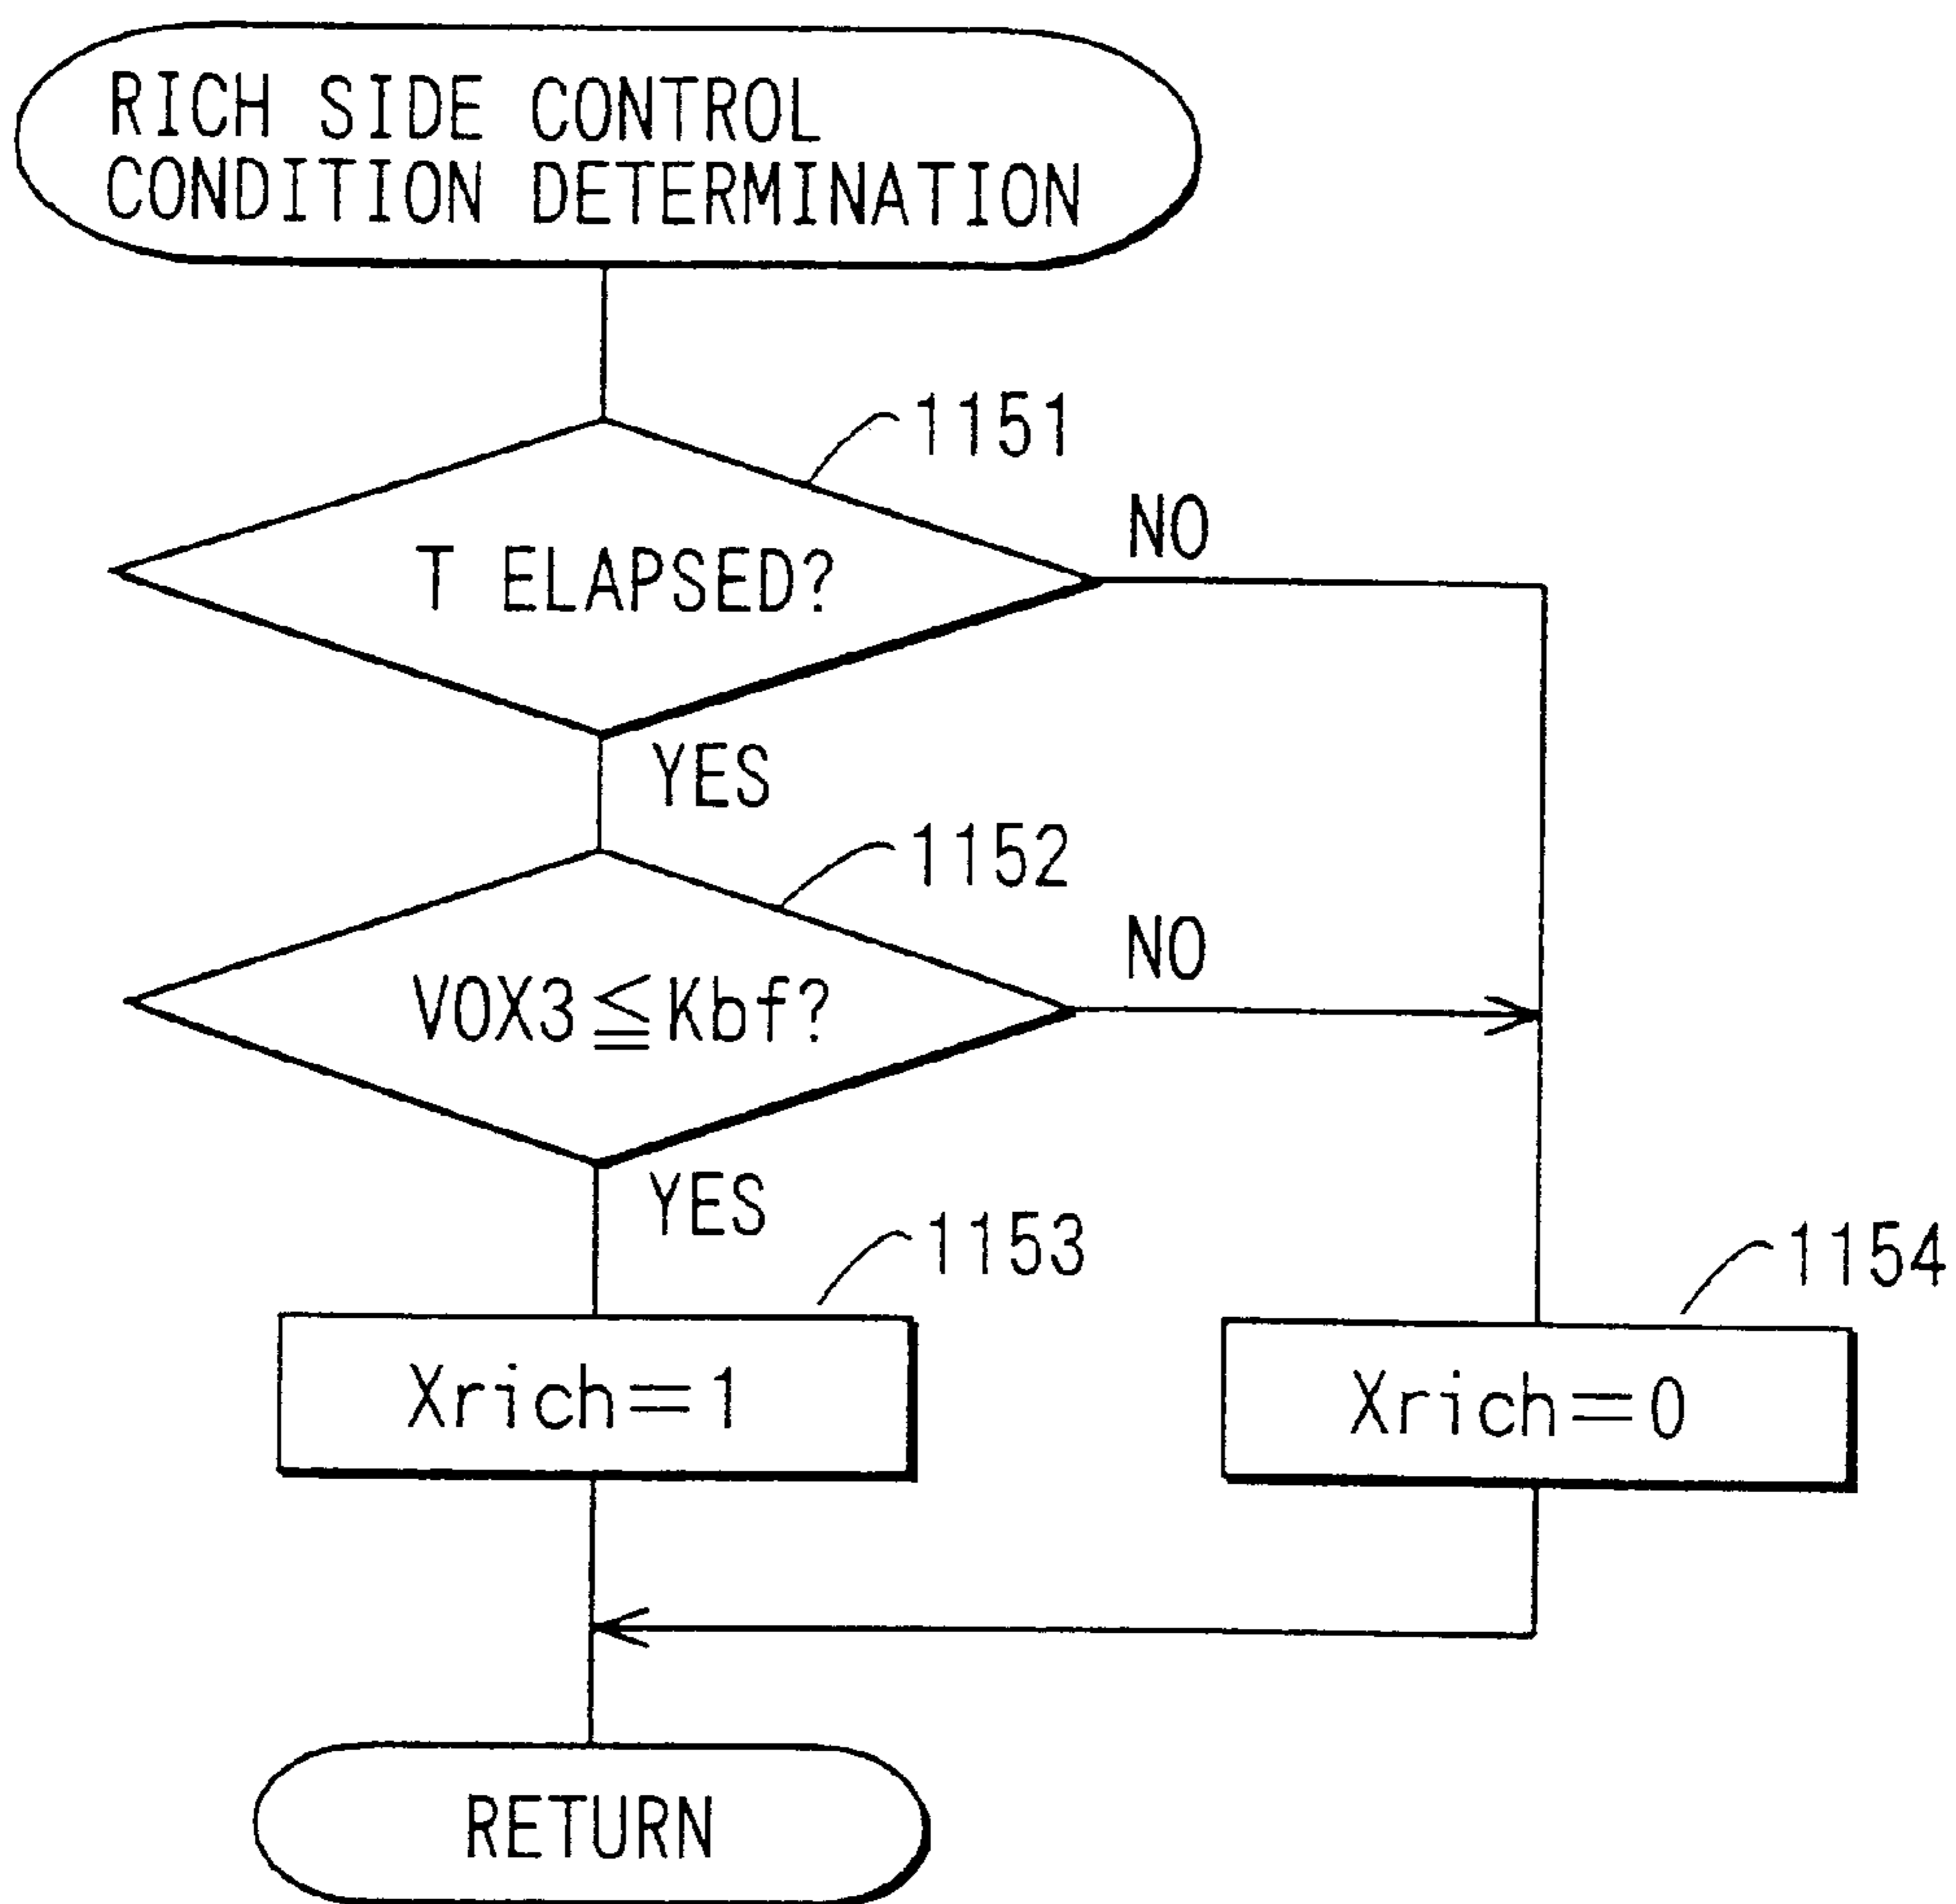 RICH SIDE CONTROL
CONDITION DETERMINATION
1151
T ELAPSED?
NO
YES
1152
VOX3≦Kbf?
NO
YES
1153
1154
Xrich=1
Xrich=0
RETURN